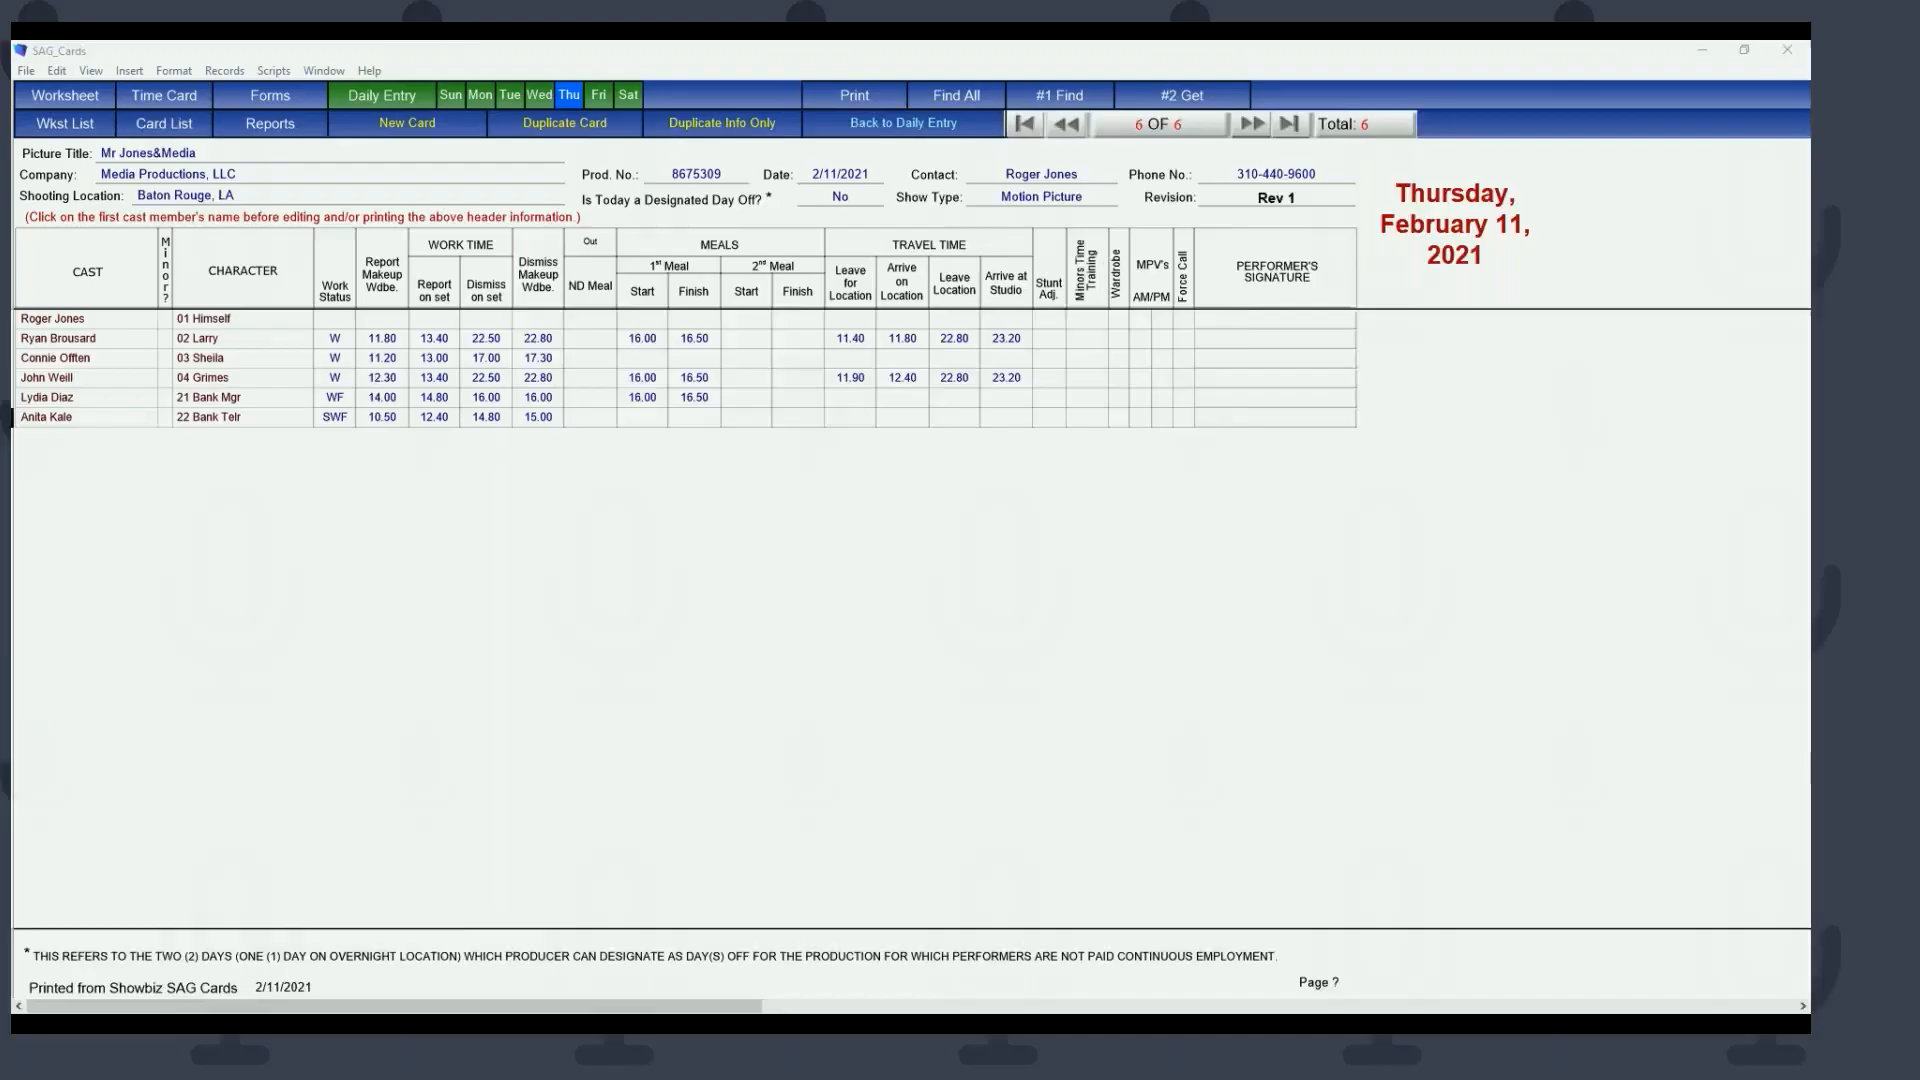 SAG_Cards
File Edit View Insert Format Records Scripts Window Help
Worksheet Time Card Forms Daily Entry Sun Mon Tue Wed Thu Fri Sat Print Find All #1 Find #2 Get
Wkst List Card List Reports New Card Duplicate Card Duplicate Info Only Back to Daily Entry 6 OF 6 Total: 6
Picture Title: Mr Jones&Media
Company: Media Productions, LLC Prod. No.: 8675309 Date: 2/11/2021 Contact: Roger Jones Phone No.: 310-440-9600
Shooting Location: Baton Rouge, LA Is Today a Designated Day Off? * No Show Type: Motion Picture Revision: Rev 1
Thursday,
February 11,
2021
(Click on the first cast member's name before editing and/or printing the above header information.)
CAST
Minor?
CHARACTER
Work
Status
Report
Makeup
Wdbe.
WORK TIME
Report
on set
Dismiss
on set
Dismiss
Makeup
Wdbe.
Out
ND Meal
MEALS
1st Meal
Start Finish
2nd Meal
Start Finish
TRAVEL TIME
Leave
for
Location
Arrive
on
Location
Leave
Location
Arrive at
Studio
Stunt
Adj.
Minors Time
Training
Wardrobe
MPV's
AM/PM
Force Call
PERFORMER'S
SIGNATURE
Roger Jones 01 Himself
Ryan Brousard 02 Larry W 11.80 13.40 22.50 22.80 16.00 16.50 11.40 11.80 22.80 23.20
Connie Offten 03 Sheila W 11.20 13.00 17.00 17.30
John Weill 04 Grimes W 12.30 13.40 22.50 22.80 16.00 16.50 11.90 12.40 22.80 23.20
Lydia Diaz 21 Bank Mgr WF 14.00 14.80 16.00 16.00 16.00 16.50
Anita Kale 22 Bank Telr SWF 10.50 12.40 14.80 15.00
* THIS REFERS TO THE TWO (2) DAYS (ONE (1) DAY ON OVERNIGHT LOCATION) WHICH PRODUCER CAN DESIGNATE AS DAY(S) OFF FOR THE PRODUCTION FOR WHICH PERFORMERS ARE NOT PAID CONTINUOUS EMPLOYMENT.
Page ?
Printed from Showbiz SAG Cards 2/11/2021